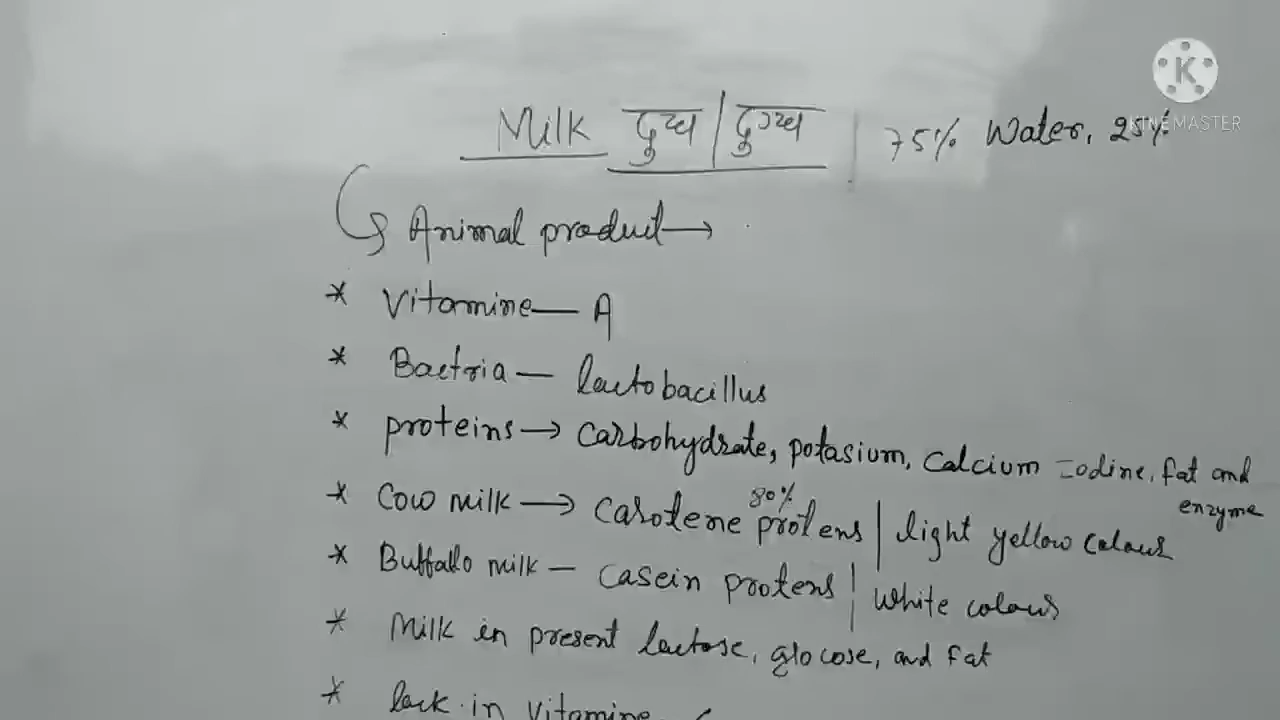 Milk दुध / दुग्ध | 75% Water, 25%
KINEMASTER
Animal product →
* Vitamine — A
* Bactria — lactobacillus
* proteins → Carbohydrate, potasium, Calcium Iodine, fat and enzyme
* Cow milk → Carotene 80% protens | light yellow colour
* Buffalo milk — Casein protens | white colour
* Milk in present lactose, glocose, and fat
* lack in vitamine